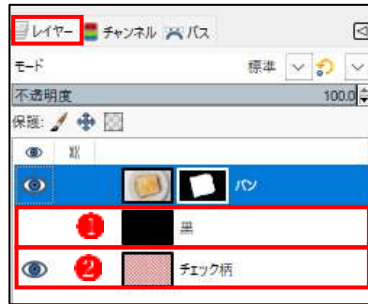 レイヤー チャンネル パス
モード 標準
不透明度 100.0
保護:
パン
1 黒
2 チェック柄